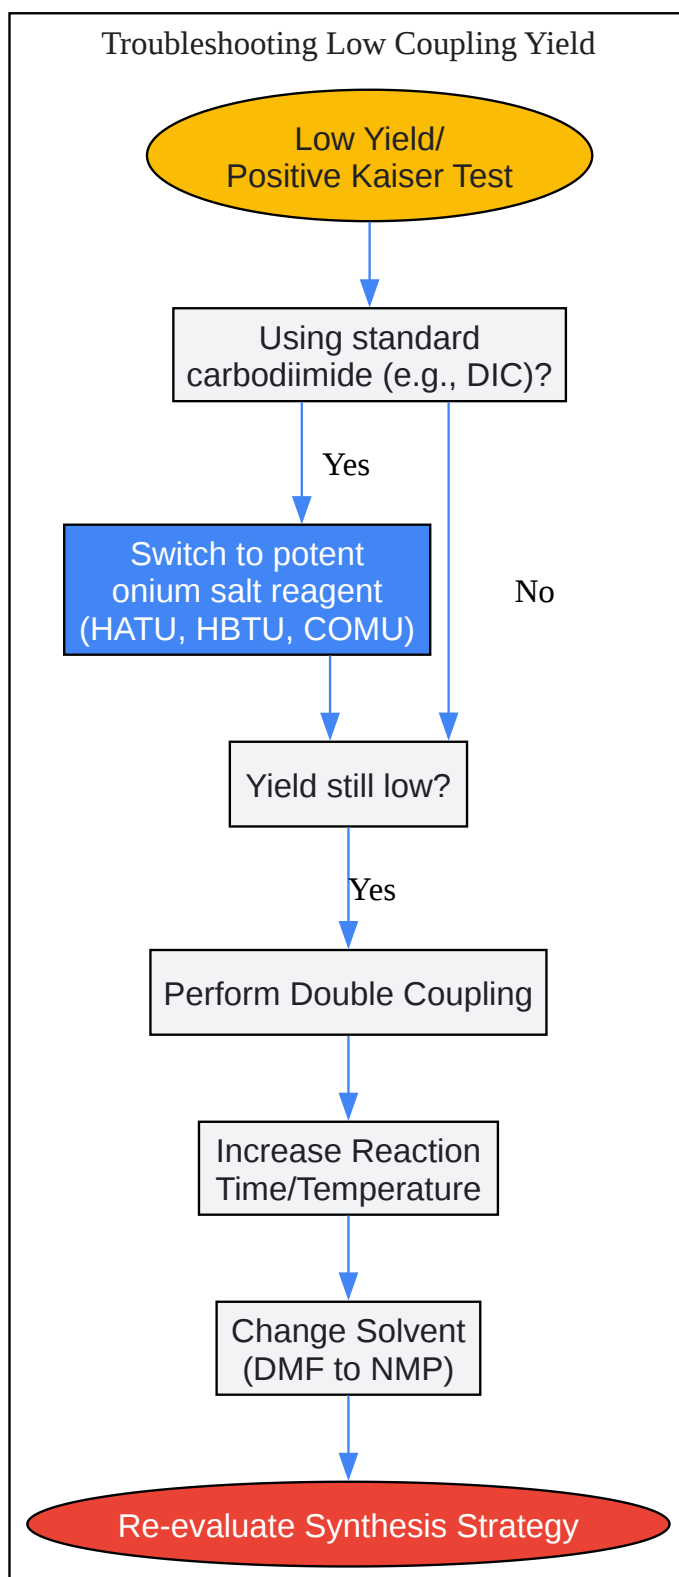 Troubleshooting Low Coupling Yield
Low Yield/
Positive Kaiser Test
Using standard
carbodiimide (e.g., DIC)?
Yes
Switch to potent
onium salt reagent
(HATU, HBTU, COMU)
No
Yield still low?
Yes
Perform Double Coupling
Increase Reaction
Time/Temperature
Change Solvent
(DMF to NMP)
Re-evaluate Synthesis Strategy